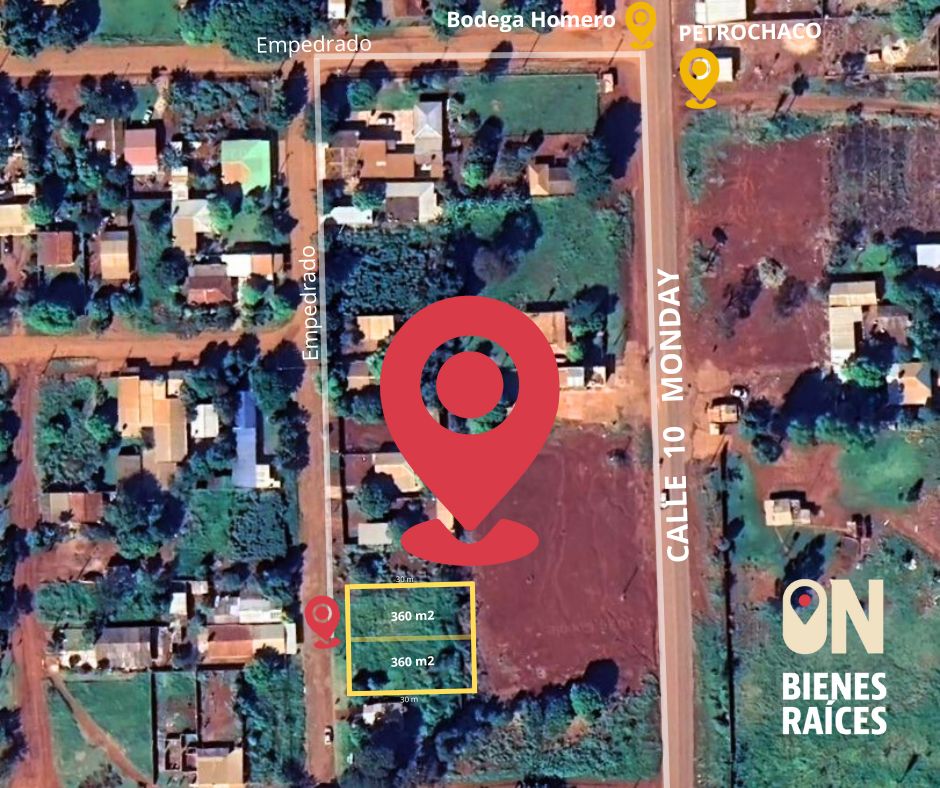 Bodega Homero
PETROCHACO
Empedrado
Empedrado
CALLE 10 MONDAY
30 m
360 m2
360 m2
30 m
ON
BIENES
RAÍCES